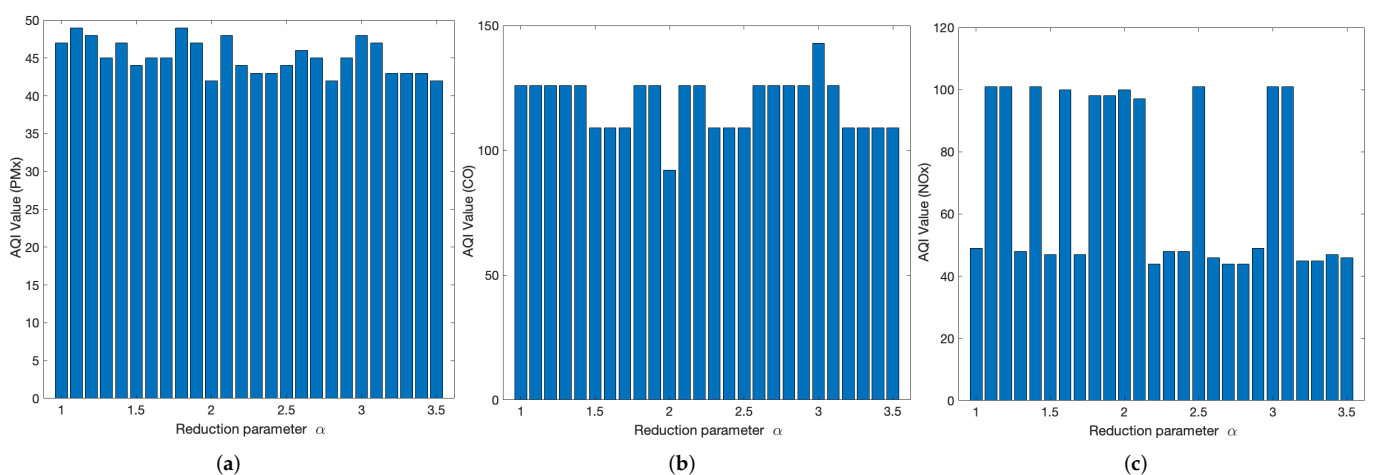 50
45
40
35
30
25
20
15
10
5
0
AQI Value (PMx)
1 1.5 2 2.5 3 3.5
Reduction parameter α
(a)
150
100
50
0
AQI Value (CO)
1 1.5 2 2.5 3 3.5
Reduction parameter α
(b)
120
100
80
60
40
20
0
AQI Value (NOx)
1 1.5 2 2.5 3 3.5
Reduction parameter α
(c)